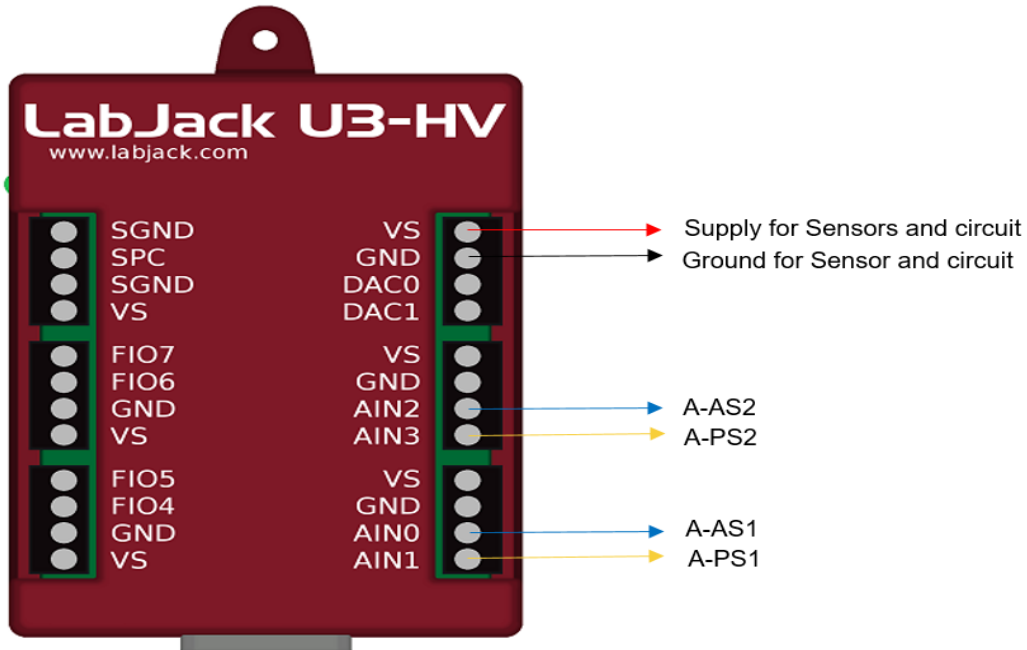 LabJack U3-HV
www.labjack.com
SGND
SPC
SGND
VS
VS
GND
DAC0
DAC1
Supply for Sensors and circuit
Ground for Sensor and circuit
FIO7
FIO6
GND
VS
VS
GND
AIN2
AIN3
A-AS2
A-PS2
FIO5
FIO4
GND
VS
VS
GND
AIN0
AIN1
A-AS1
A-PS1